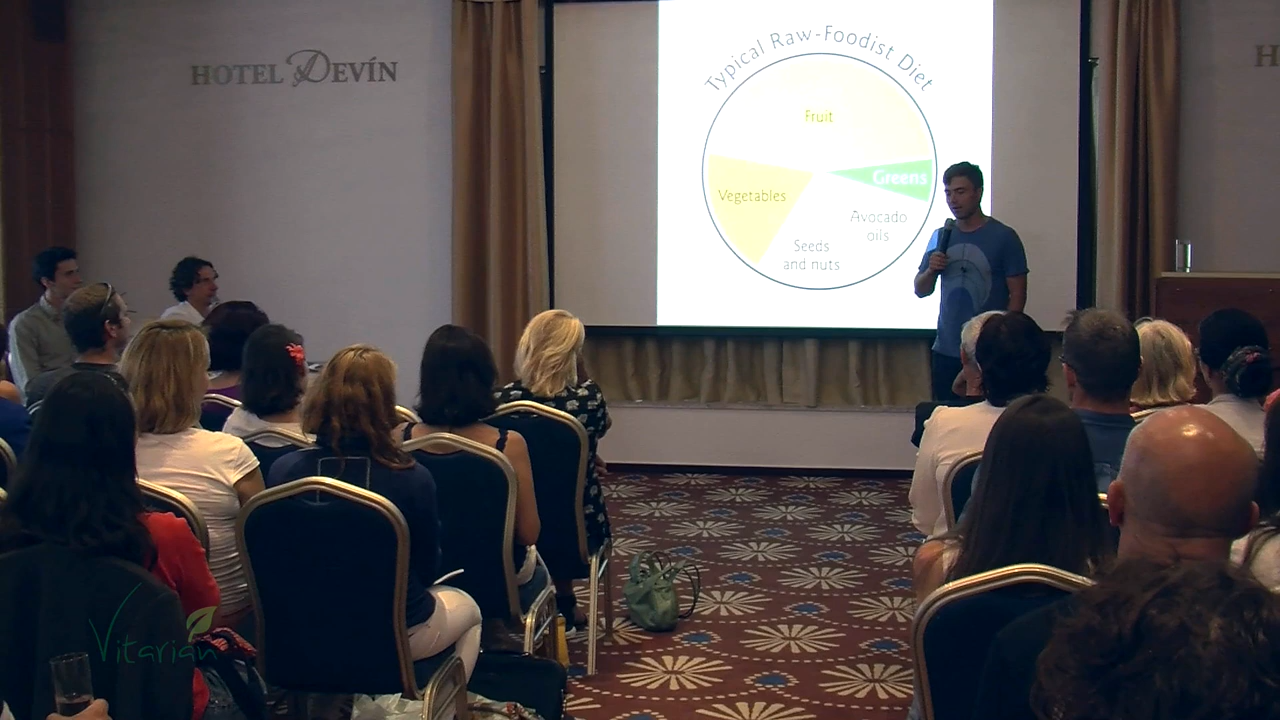 HOTEL DEVÍN
Typical Raw-Foodist Diet
Fruit
Greens
Vegetables
Avocado
oils
Seeds
and nuts
H
Vitarian